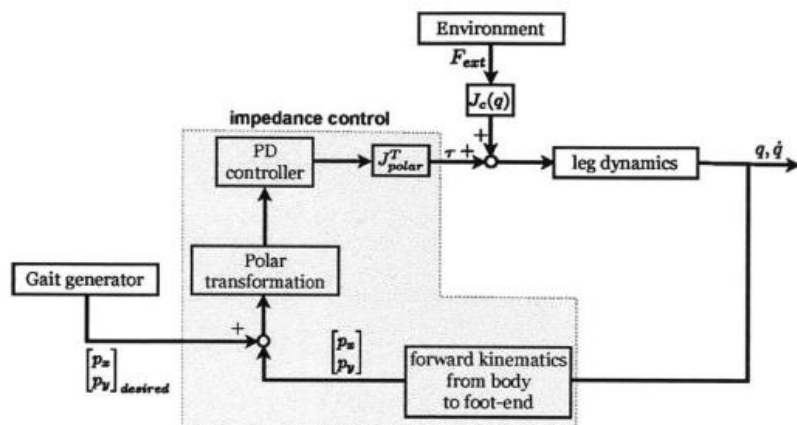 Environment
F_ext
J_c(q)
impedance control
+
PD
controller
J^T_polar
τ +
leg dynamics
q, q̇
Polar
transformation
Gait generator
+
[p_x
p_y]
[p_x
p_y]_desired
forward kinematics
from body
to foot-end